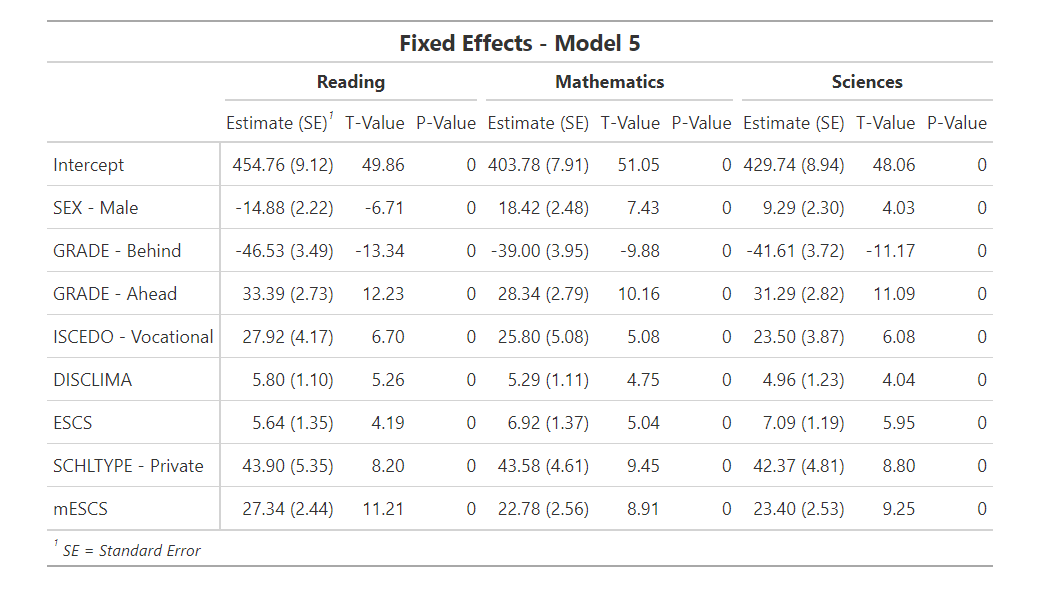 Fixed Effects - Model 5
Reading Mathematics Sciences
Estimate (SE)1 T-Value P-Value Estimate (SE) T-Value P-Value Estimate (SE) T-Value P-Value
Intercept 454.76 (9.12) 49.86 0 403.78 (7.91) 51.05 0 429.74 (8.94) 48.06 0
SEX - Male -14.88 (2.22) -6.71 0 18.42 (2.48) 7.43 0 9.29 (2.30) 4.03 0
GRADE - Behind -46.53 (3.49) -13.34 0 -39.00 (3.95) -9.88 0 -41.61 (3.72) -11.17 0
GRADE - Ahead 33.39 (2.73) 12.23 0 28.34 (2.79) 10.16 0 31.29 (2.82) 11.09 0
ISCEDO - Vocational 27.92 (4.17) 6.70 0 25.80 (5.08) 5.08 0 23.50 (3.87) 6.08 0
DISCLIMA 5.80 (1.10) 5.26 0 5.29 (1.11) 4.75 0 4.96 (1.23) 4.04 0
ESCS 5.64 (1.35) 4.19 0 6.92 (1.37) 5.04 0 7.09 (1.19) 5.95 0
SCHLTYPE - Private 43.90 (5.35) 8.20 0 43.58 (4.61) 9.45 0 42.37 (4.81) 8.80 0
mESCS 27.34 (2.44) 11.21 0 22.78 (2.56) 8.91 0 23.40 (2.53) 9.25 0
1 SE = Standard Error